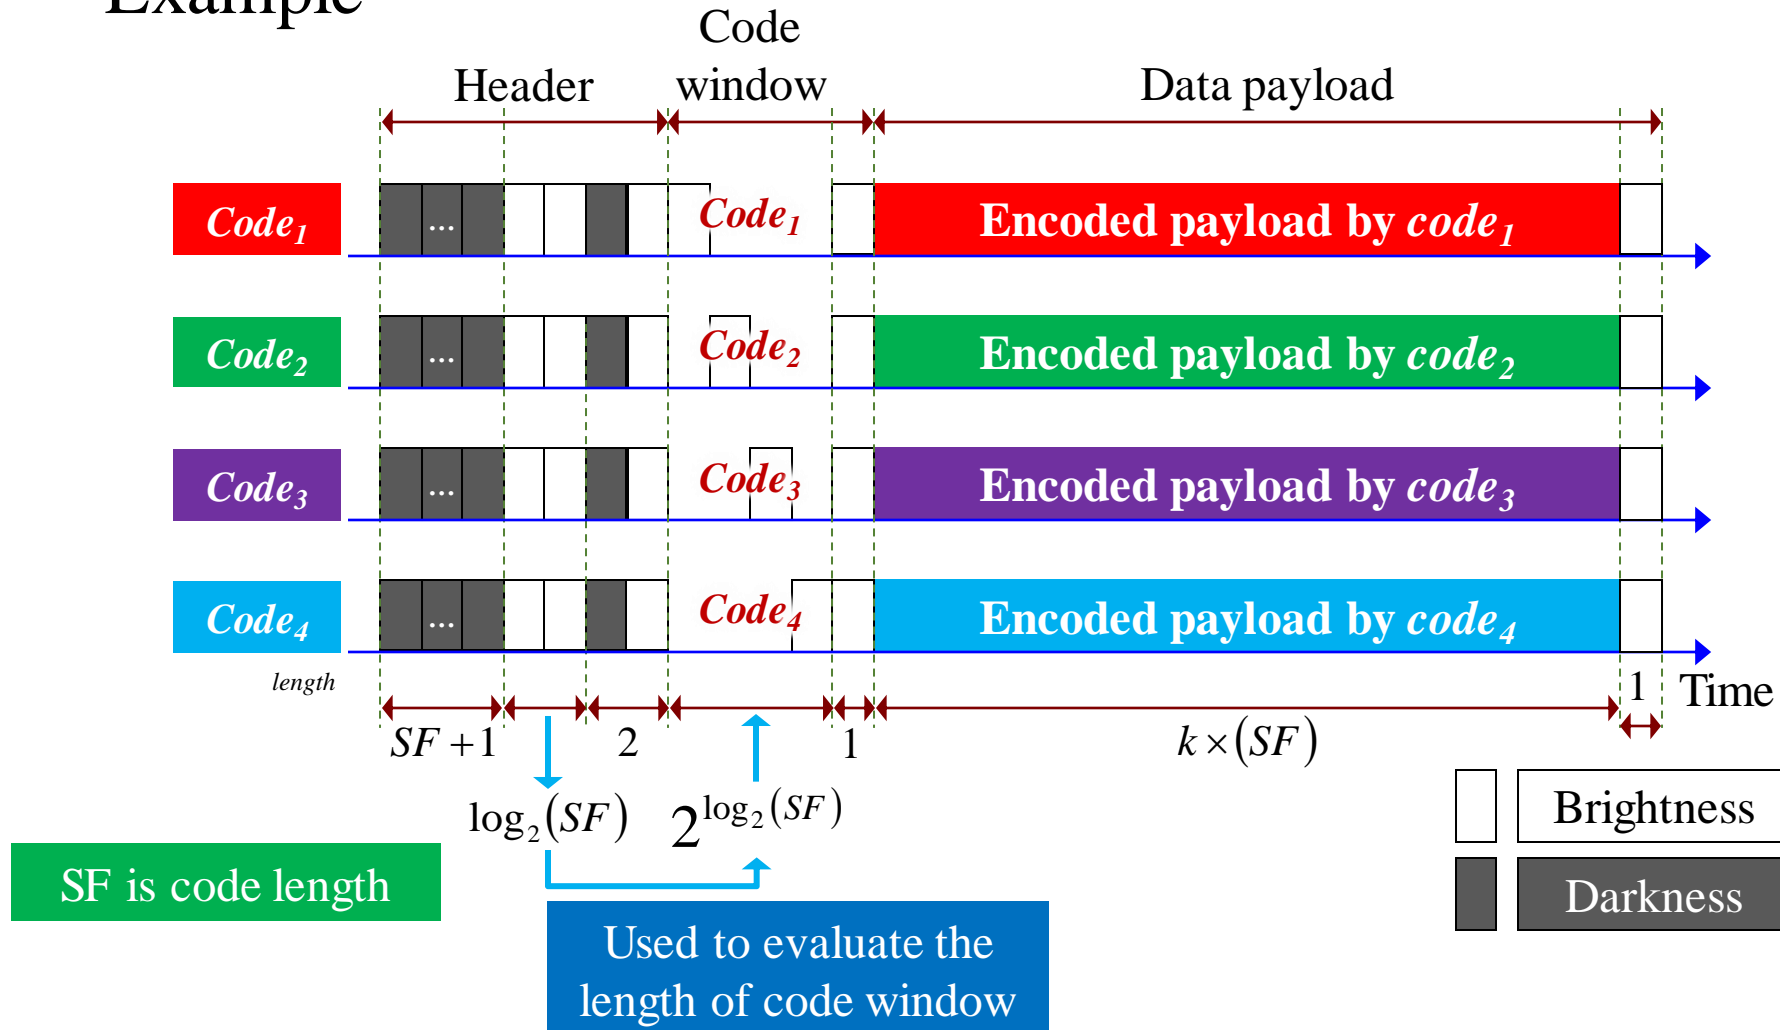 Example
Code
window
Header
Data payload
Code₁
...
Code₁
Encoded payload by code₁
Code₂
...
Code₂
Encoded payload by code₂
Code₃
...
Code₃
Encoded payload by code₃
Code₄
...
Code₄
Encoded payload by code₄
length
1
Time
SF +1
2
1
k × (SF)
log₂(SF)
2^log₂(SF)
Brightness
SF is code length
Darkness
Used to evaluate the
length of code window